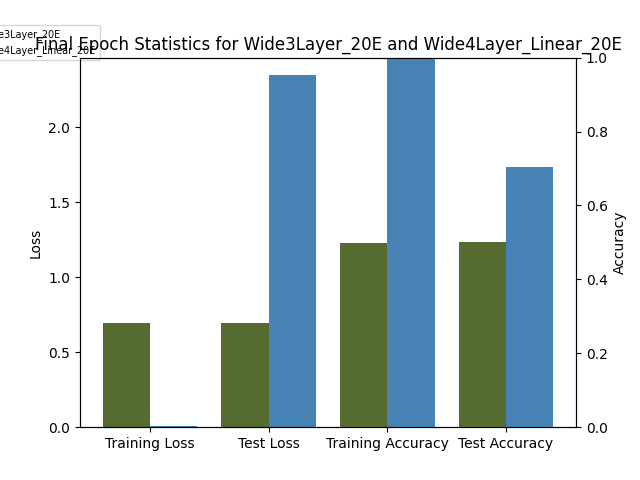 Final Epoch Statistics for Wide3Layer_20E and Wide4Layer_Linear_20E
e3Layer_20E
e4Layer_Linear_20E
Loss
2.0
1.5
1.0
0.5
0.0
1.0
0.8
0.6
0.4
0.2
0.0
Accuracy
Training Loss Test Loss Training Accuracy Test Accuracy